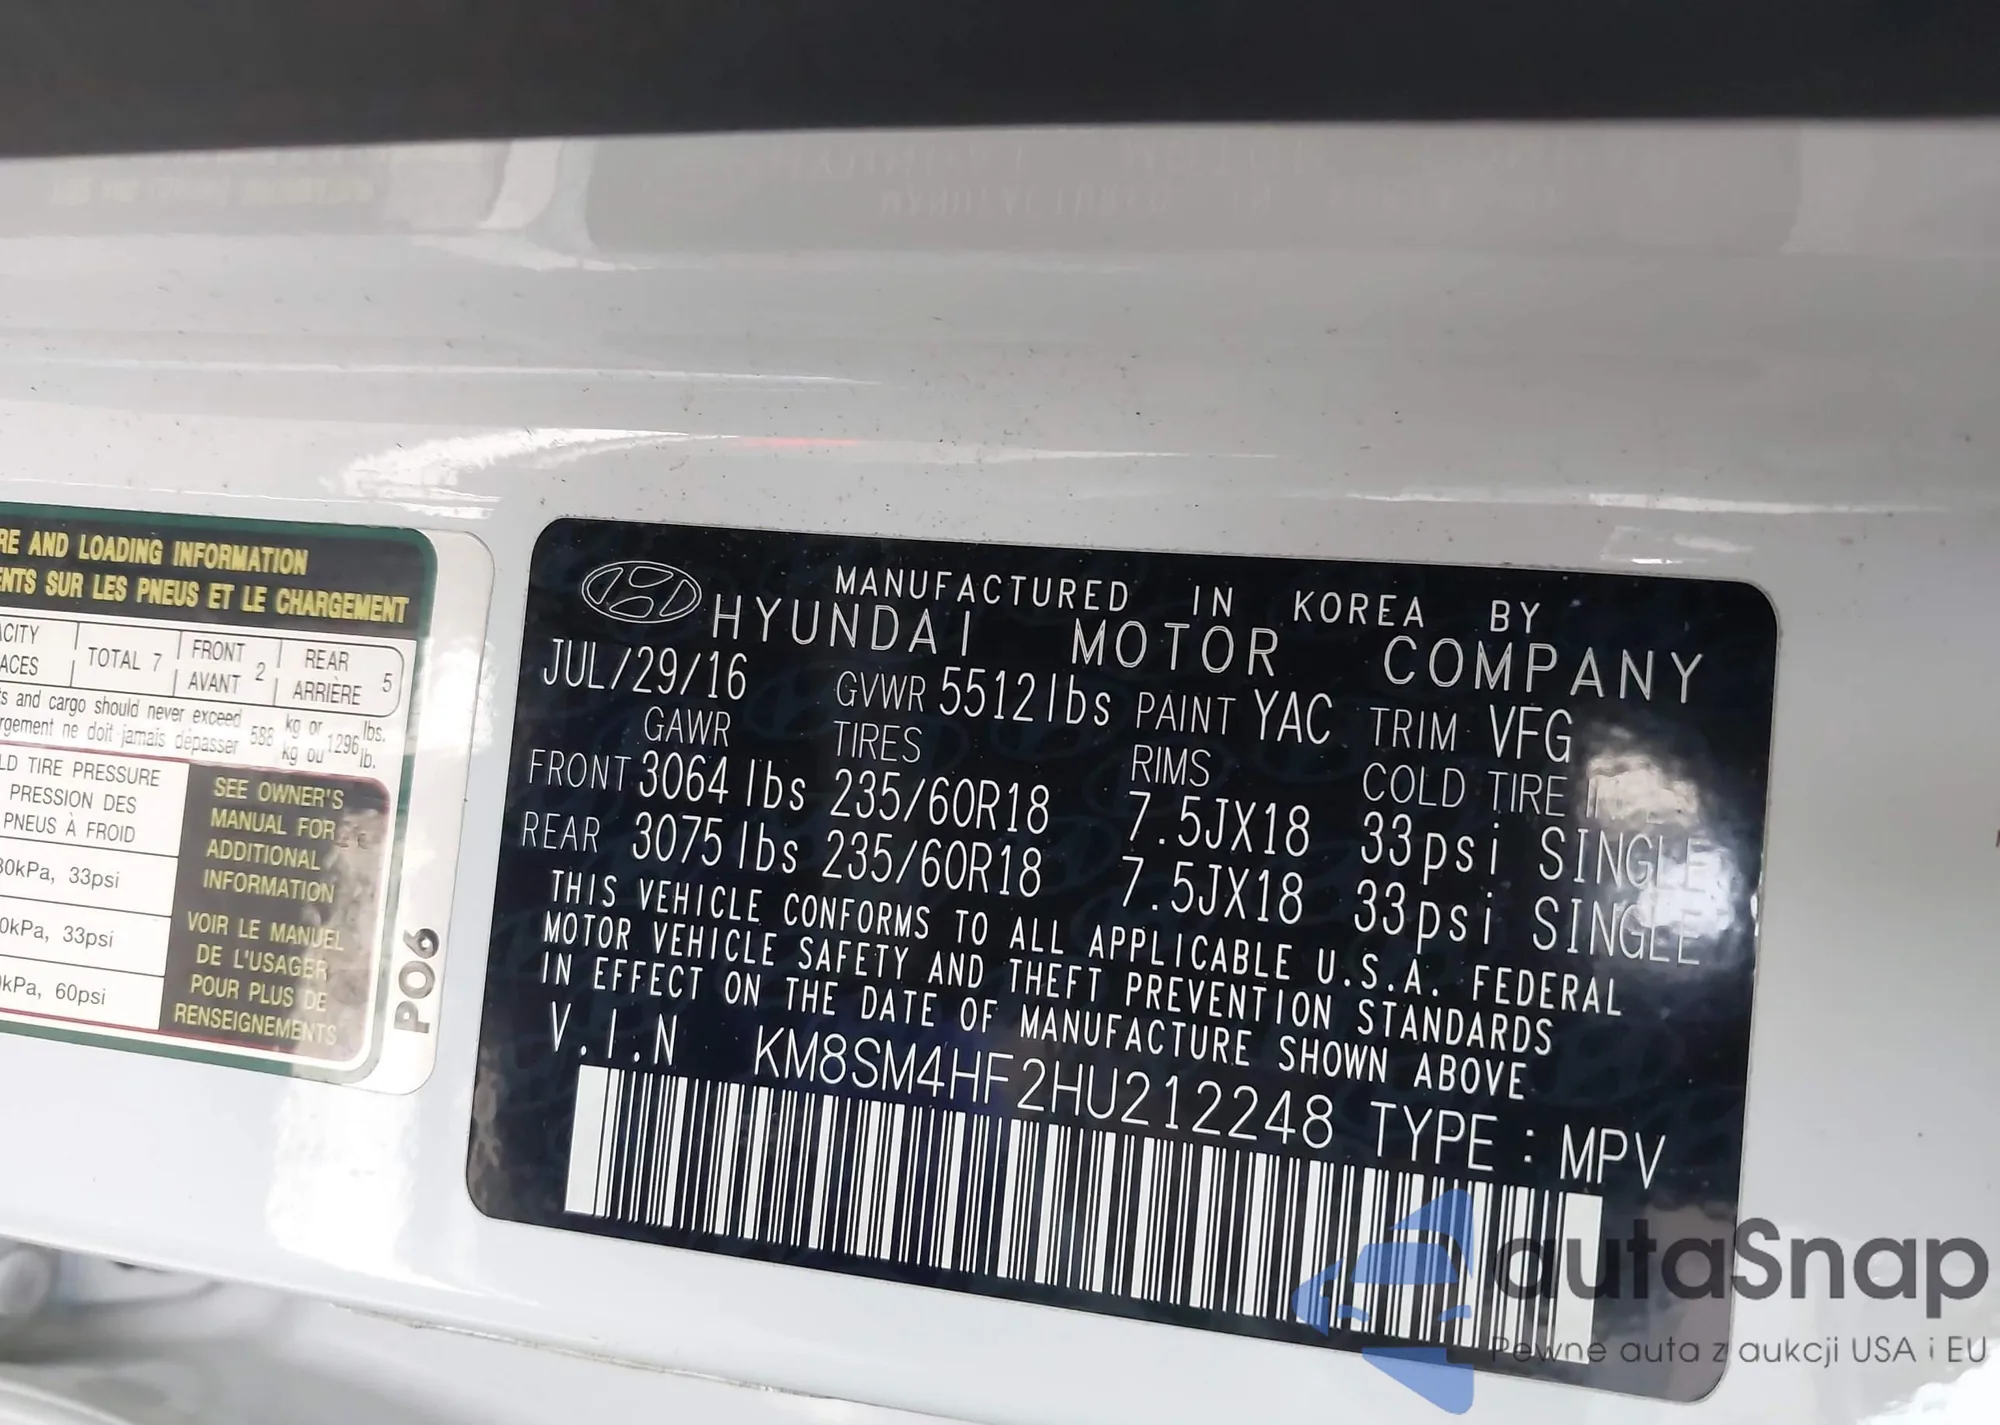 RE AND LOADING INFORMATION
ENTS SUR LES PNEUS ET LE CHARGEMENT
ACITY
ACES
TOTAL 7
FRONT
AVANT
2
REAR
ARRIÈRE
5
ts and cargo should never exceed 588 kg or 1296 lbs.
rgement ne doit jamais dépasser kg ou lb.
LD TIRE PRESSURE
PRESSION DES
PNEUS À FROID
30kPa, 33psi
0kPa, 33psi
kPa, 60psi
SEE OWNER'S
MANUAL FOR
ADDITIONAL
INFORMATION
VOIR LE MANUEL
DE L'USAGER
POUR PLUS DE
RENSEIGNEMENTS
PO6
MANUFACTURED IN KOREA BY
HYUNDAI MOTOR COMPANY
JUL/29/16 GVWR 5512lbs PAINT YAC TRIM VFG
GAWR TIRES RIMS COLD TIRE
FRONT 3064 lbs 235/60R18 7.5JX18 33psi SINGLE
REAR 3075 lbs 235/60R18 7.5JX18 33psi SINGLE
THIS VEHICLE CONFORMS TO ALL APPLICABLE U.S.A. FEDERAL
MOTOR VEHICLE SAFETY AND THEFT PREVENTION STANDARDS
IN EFFECT ON THE DATE OF MANUFACTURE SHOWN ABOVE
V.I.N KM8SM4HF2HU212248 TYPE : MPV
autaSnap
Pewne auta z aukcji USA i EU